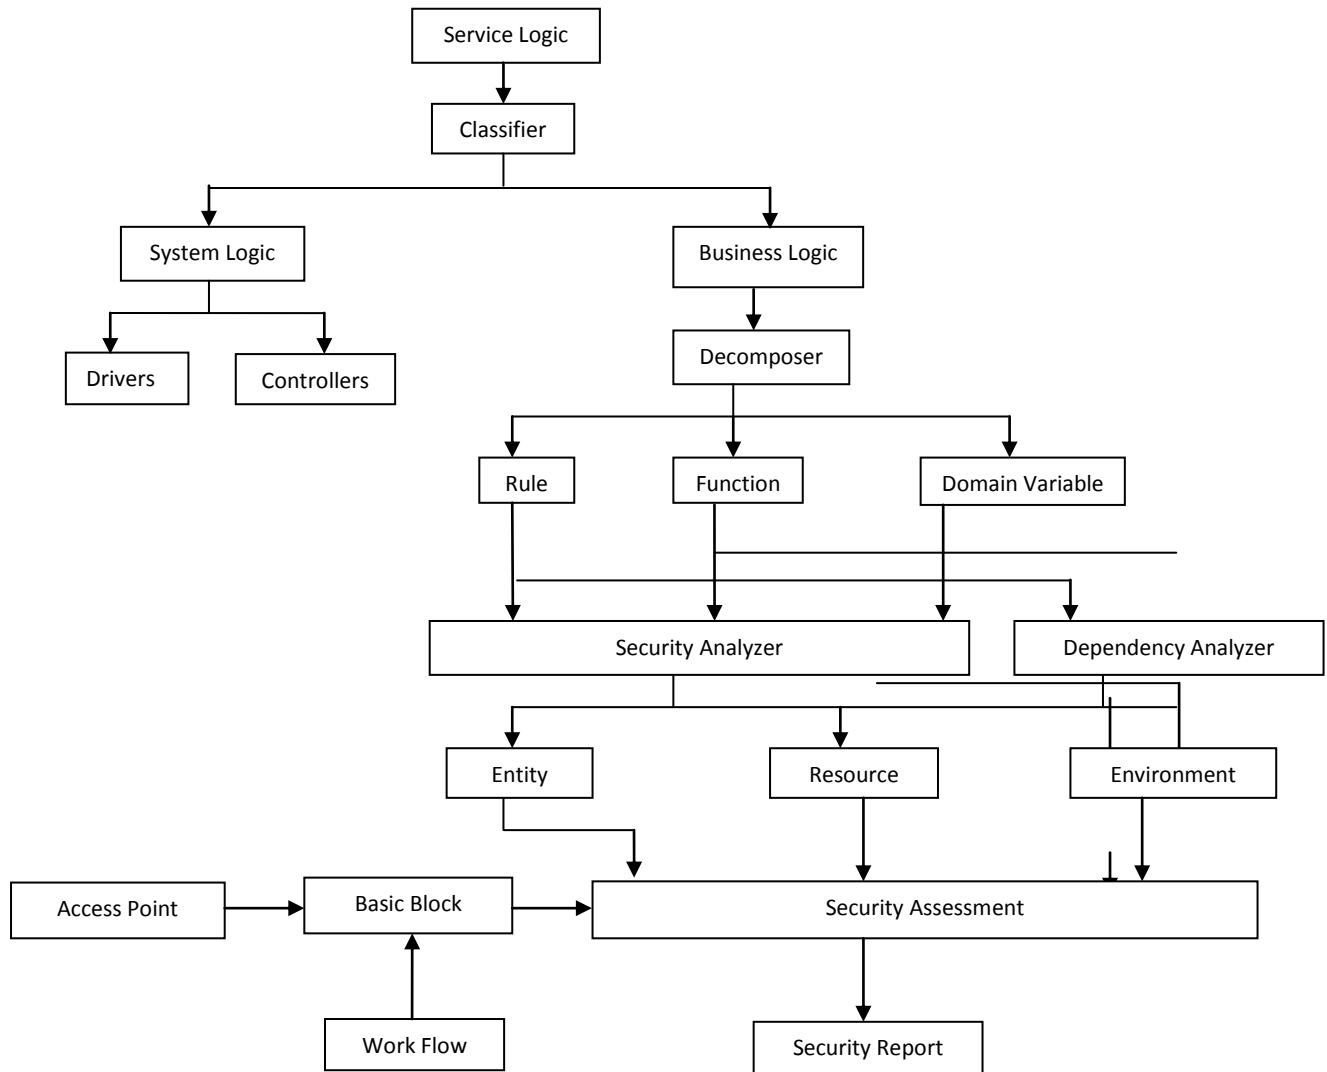 Service Logic
Classifier
System Logic
Business Logic
Decomposer
Drivers
Controllers
Rule
Function
Domain Variable
Security Analyzer
Dependency Analyzer
Entity
Resource
Environment
Access Point
Basic Block
Security Assessment
Work Flow
Security Report